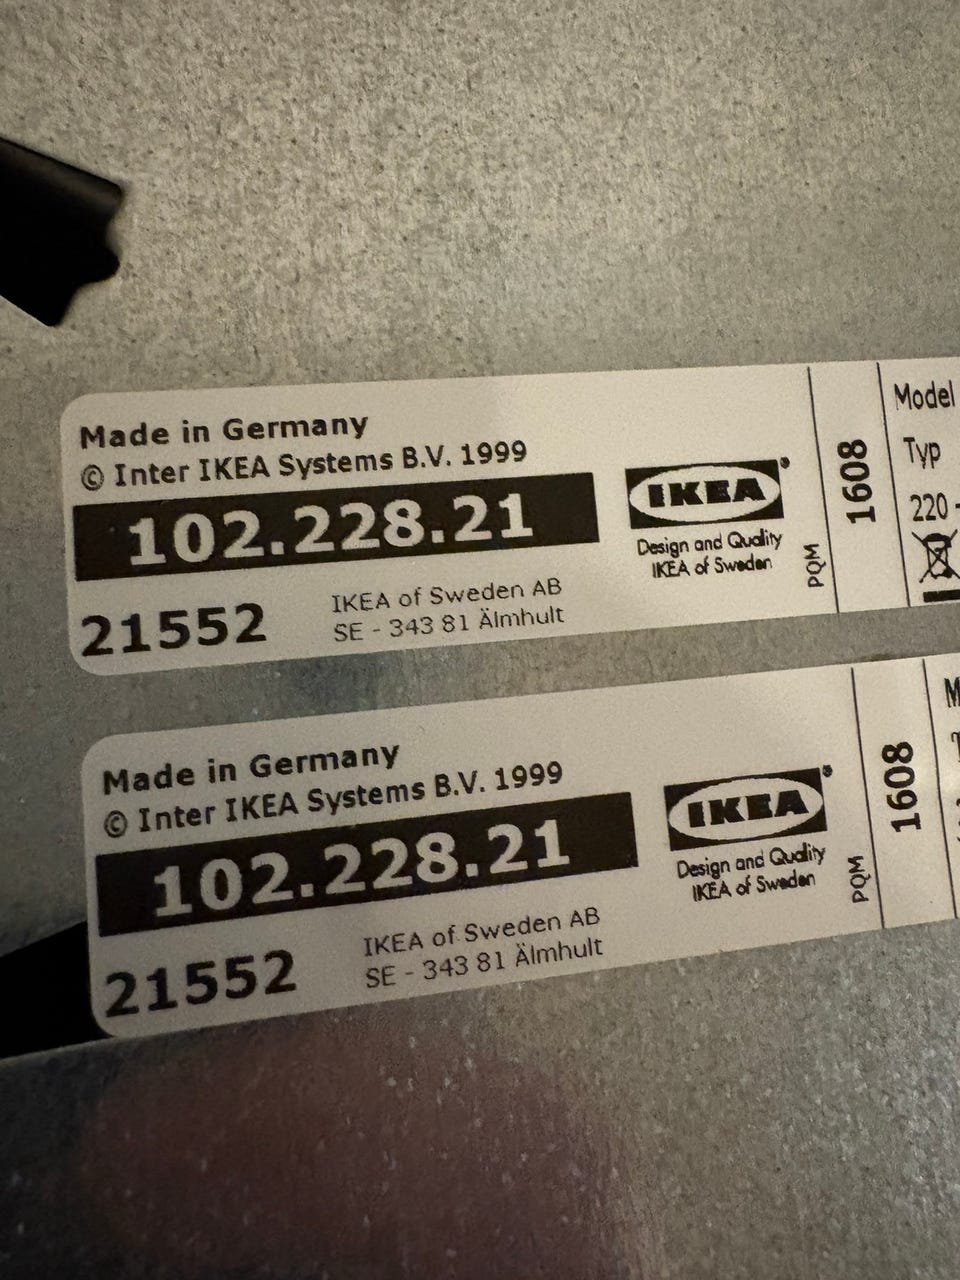 Made in Germany
© Inter IKEA Systems B.V. 1999
102.228.21
21552
IKEA of Sweden AB
SE - 343 81 Älmhult
IKEA
Design and Quality
IKEA of Sweden
PQM
1608
Model
Typ
220 -
Made in Germany
© Inter IKEA Systems B.V. 1999
102.228.21
21552
IKEA of Sweden AB
SE - 343 81 Älmhult
IKEA
Design and Quality
IKEA of Sweden
PQM
1608